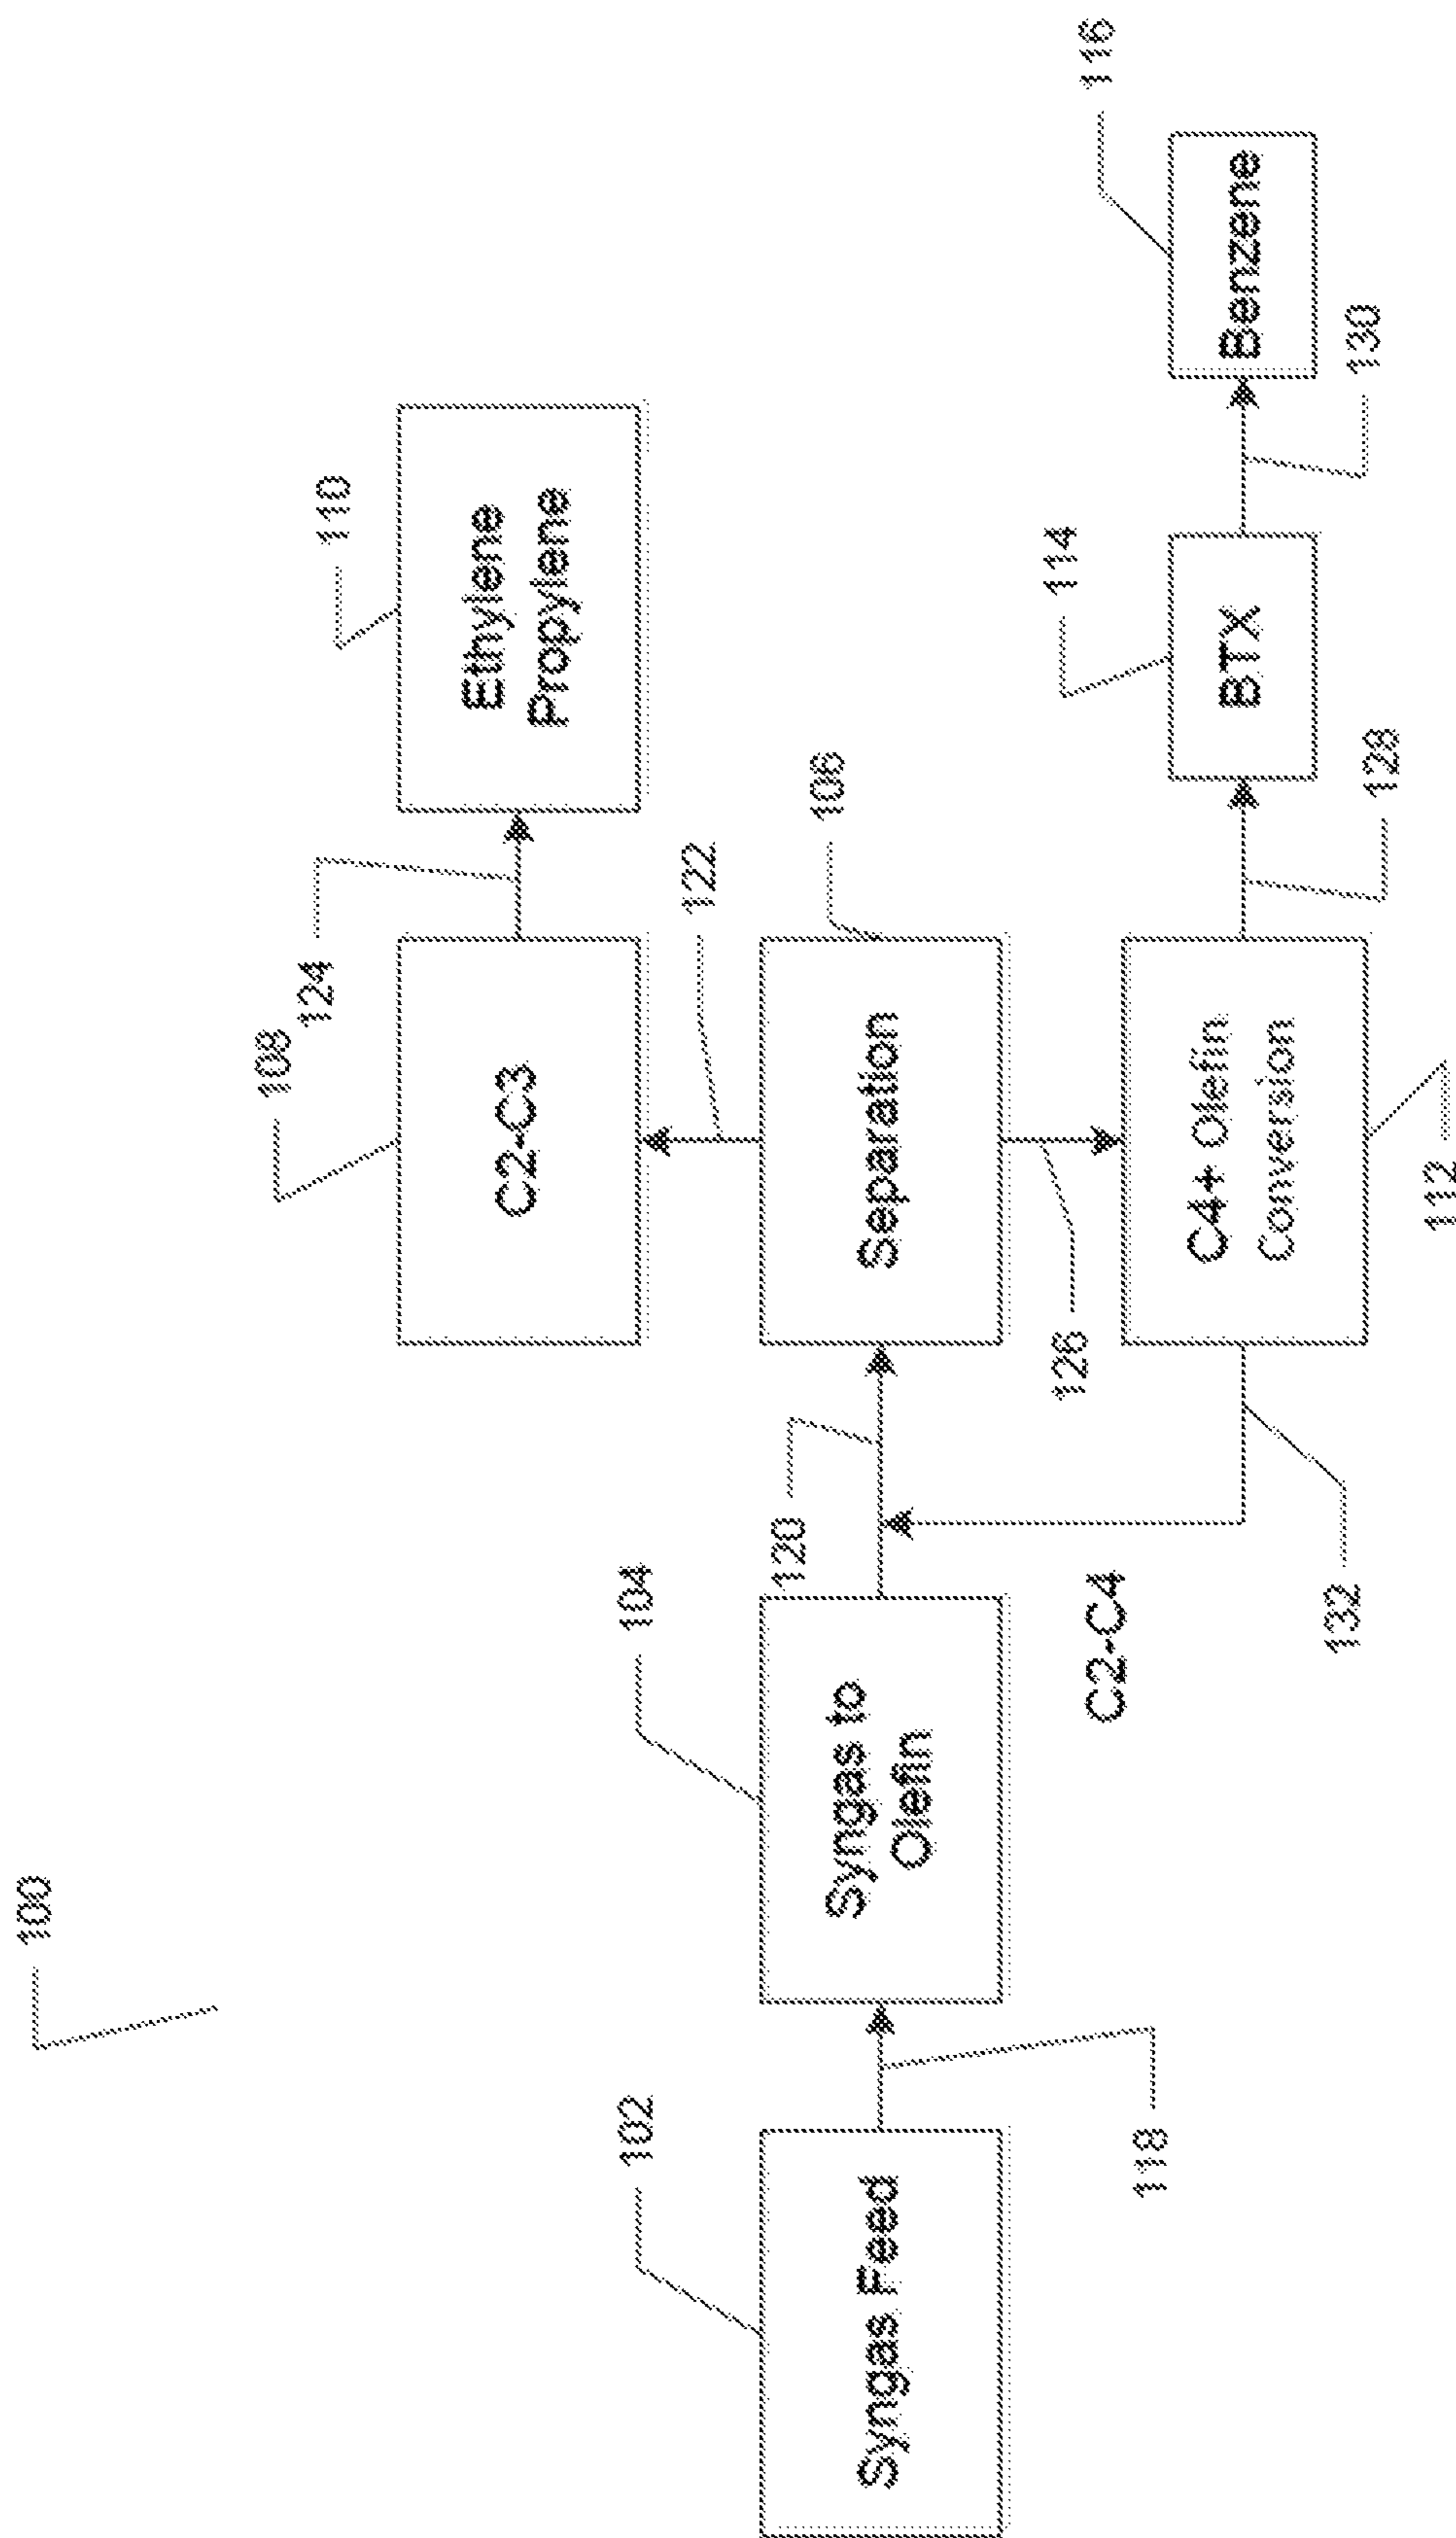 100
108
124
110
C2-C3
Ethylene
Propylene
122
102
104
120
106
Syngas Feed
Syngas to
Olefin
Separation
118
C2-C4
126
114
116
C4+ Olefin
Conversion
BTX
Benzene
132
112
128
130